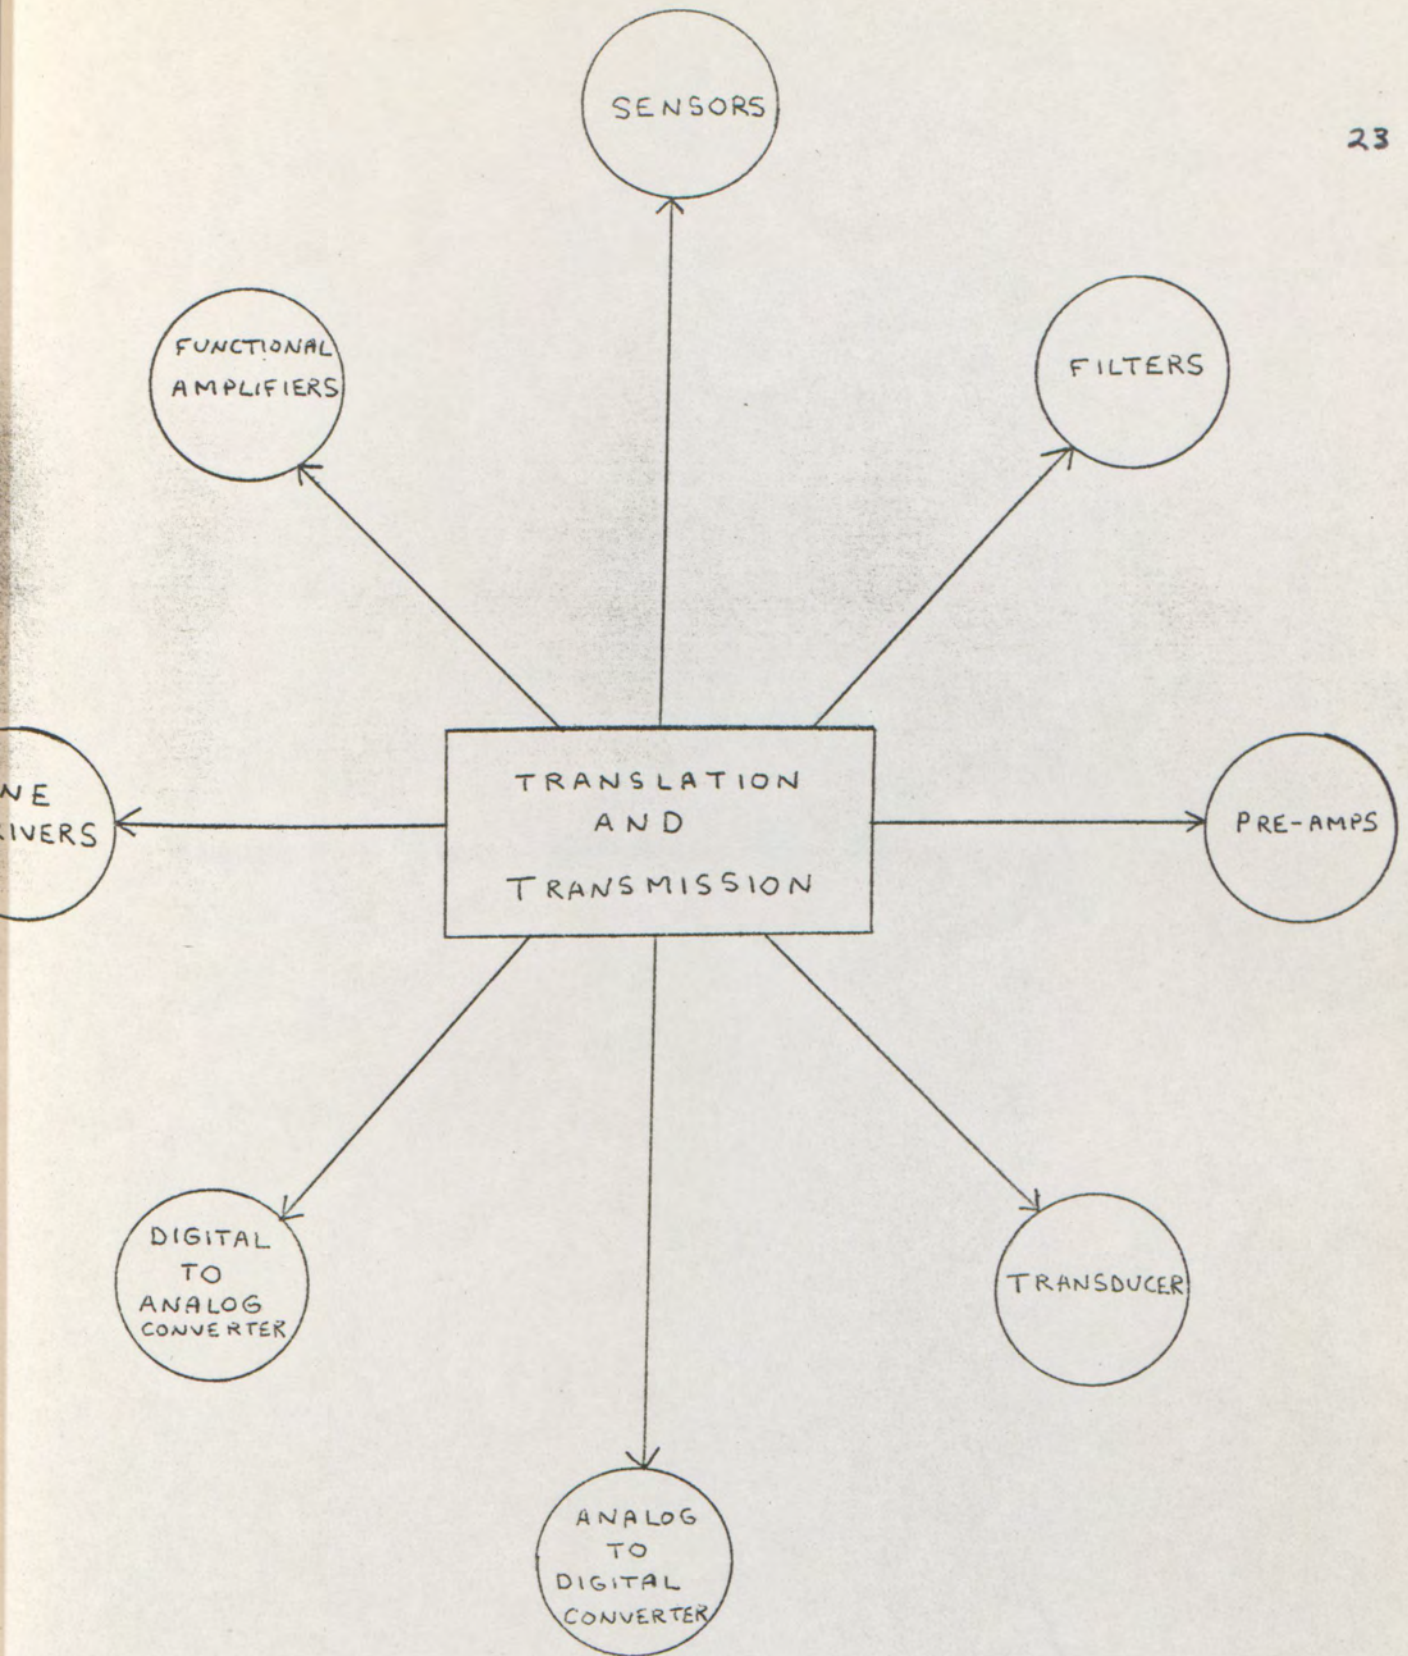 SENSORS
23
FUNCTIONAL
AMPLIFIERS
FILTERS
TRANSLATION
AND
TRANSMISSION
IVERS
PRE-AMPS
DIGITAL
TO
ANALOG
CONVERTER
TRANSDUCER
ANALOG
TO
DIGITAL
CONVERTER